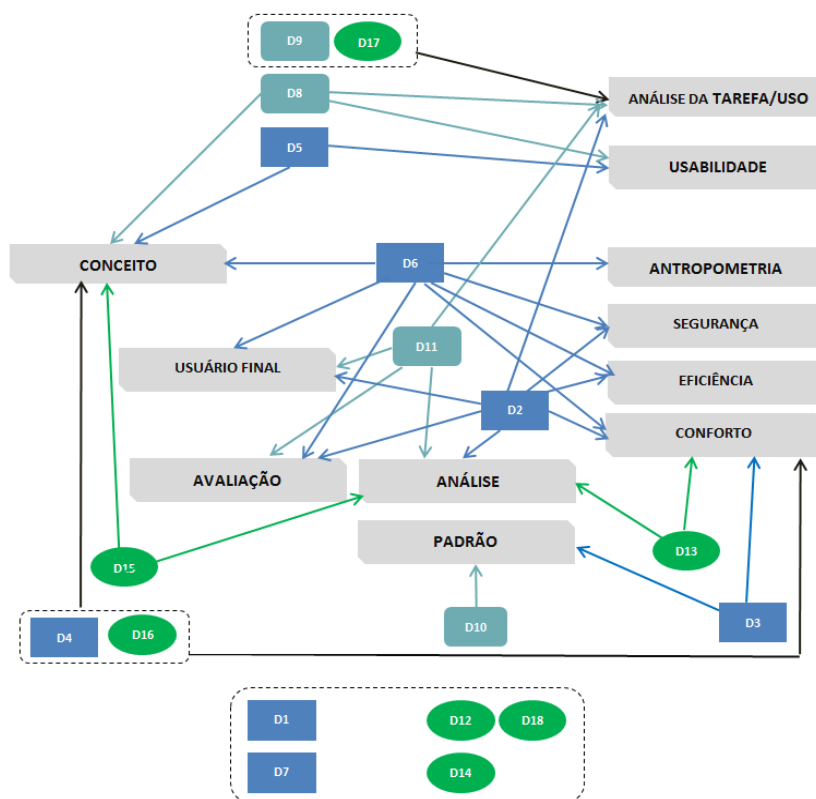 D9
D17
D8
ANÁLISE DA TAREFA/USO
D5
USABILIDADE
CONCEITO
D6
ANTROPOMETRIA
SEGURANÇA
D11
USUÁRIO FINAL
EFICIÊNCIA
D2
CONFORTO
AVALIAÇÃO
ANÁLISE
PADRÃO
D13
D15
D4
D16
D10
D3
D1
D12
D18
D7
D14